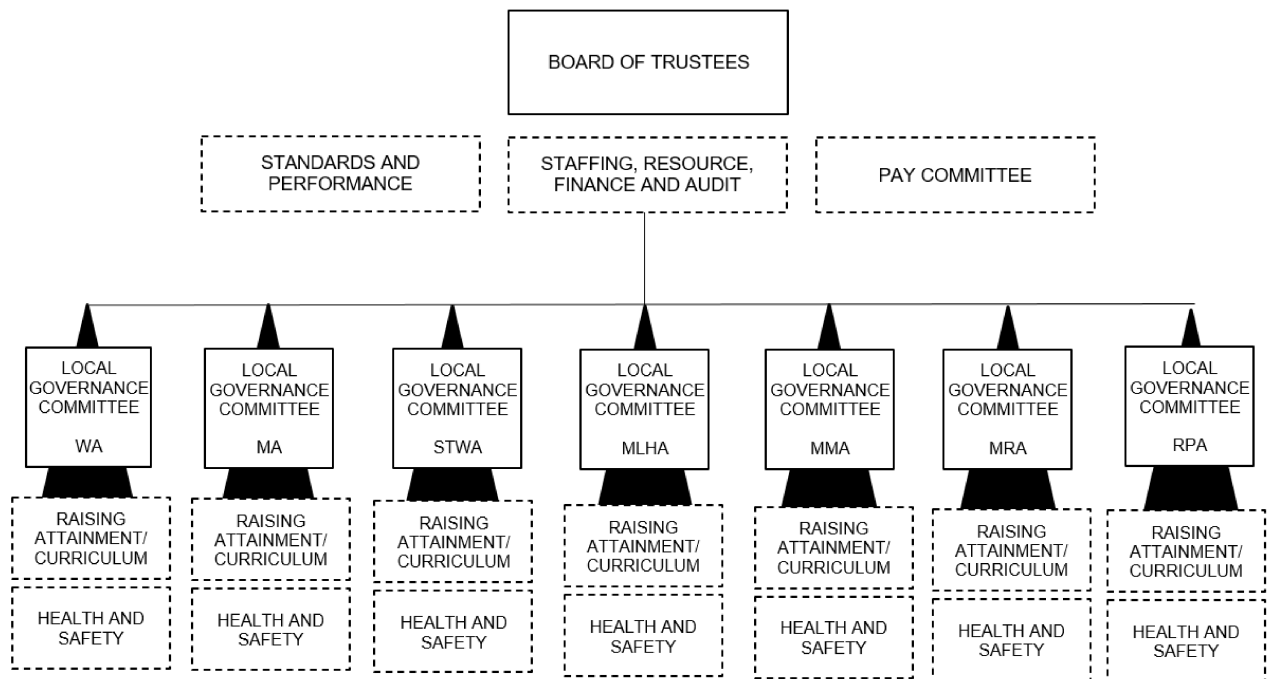 BOARD OF TRUSTEES
STANDARDS AND
PERFORMANCE
STAFFING, RESOURCE,
FINANCE AND AUDIT
PAY COMMITTEE
LOCAL
GOVERNANCE
COMMITTEE
WA
LOCAL
GOVERNANCE
COMMITTEE
MA
LOCAL
GOVERNANCE
COMMITTEE
STWA
LOCAL
GOVERNANCE
COMMITTEE
MLHA
LOCAL
GOVERNANCE
COMMITTEE
MMA
LOCAL
GOVERNANCE
COMMITTEE
MRA
LOCAL
GOVERNANCE
COMMITTEE
RPA
RAISING
ATTAINMENT/
CURRICULUM
RAISING
ATTAINMENT/
CURRICULUM
RAISING
ATTAINMENT/
CURRICULUM
RAISING
ATTAINMENT/
CURRICULUM
RAISING
ATTAINMENT/
CURRICULUM
RAISING
ATTAINMENT/
CURRICULUM
RAISING
ATTAINMENT/
CURRICULUM
HEALTH AND
SAFETY
HEALTH AND
SAFETY
HEALTH AND
SAFETY
HEALTH AND
SAFETY
HEALTH AND
SAFETY
HEALTH AND
SAFETY
HEALTH AND
SAFETY